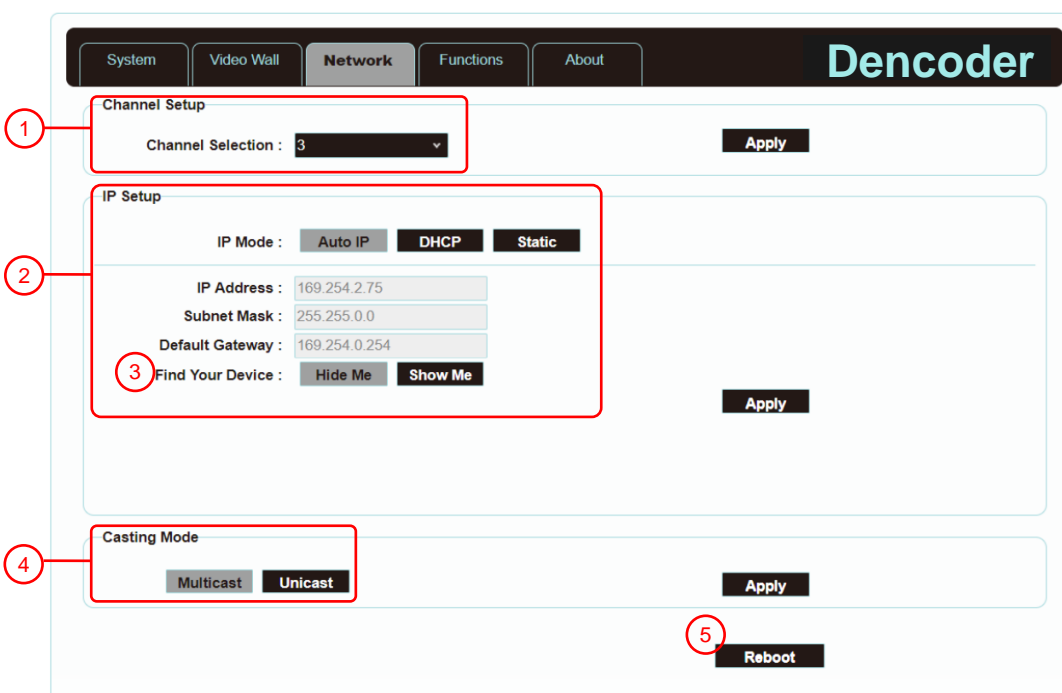 System Video Wall Network Functions About Dencoder
Channel Setup
1
Channel Selection : 3 Apply
IP Setup
IP Mode : Auto IP DHCP Static
2
IP Address : 169.254.2.75
Subnet Mask : 255.255.0.0
Default Gateway : 169.254.0.254
3 Find Your Device : Hide Me Show Me
Apply
Casting Mode
4
Multicast Unicast Apply
5
Reboot